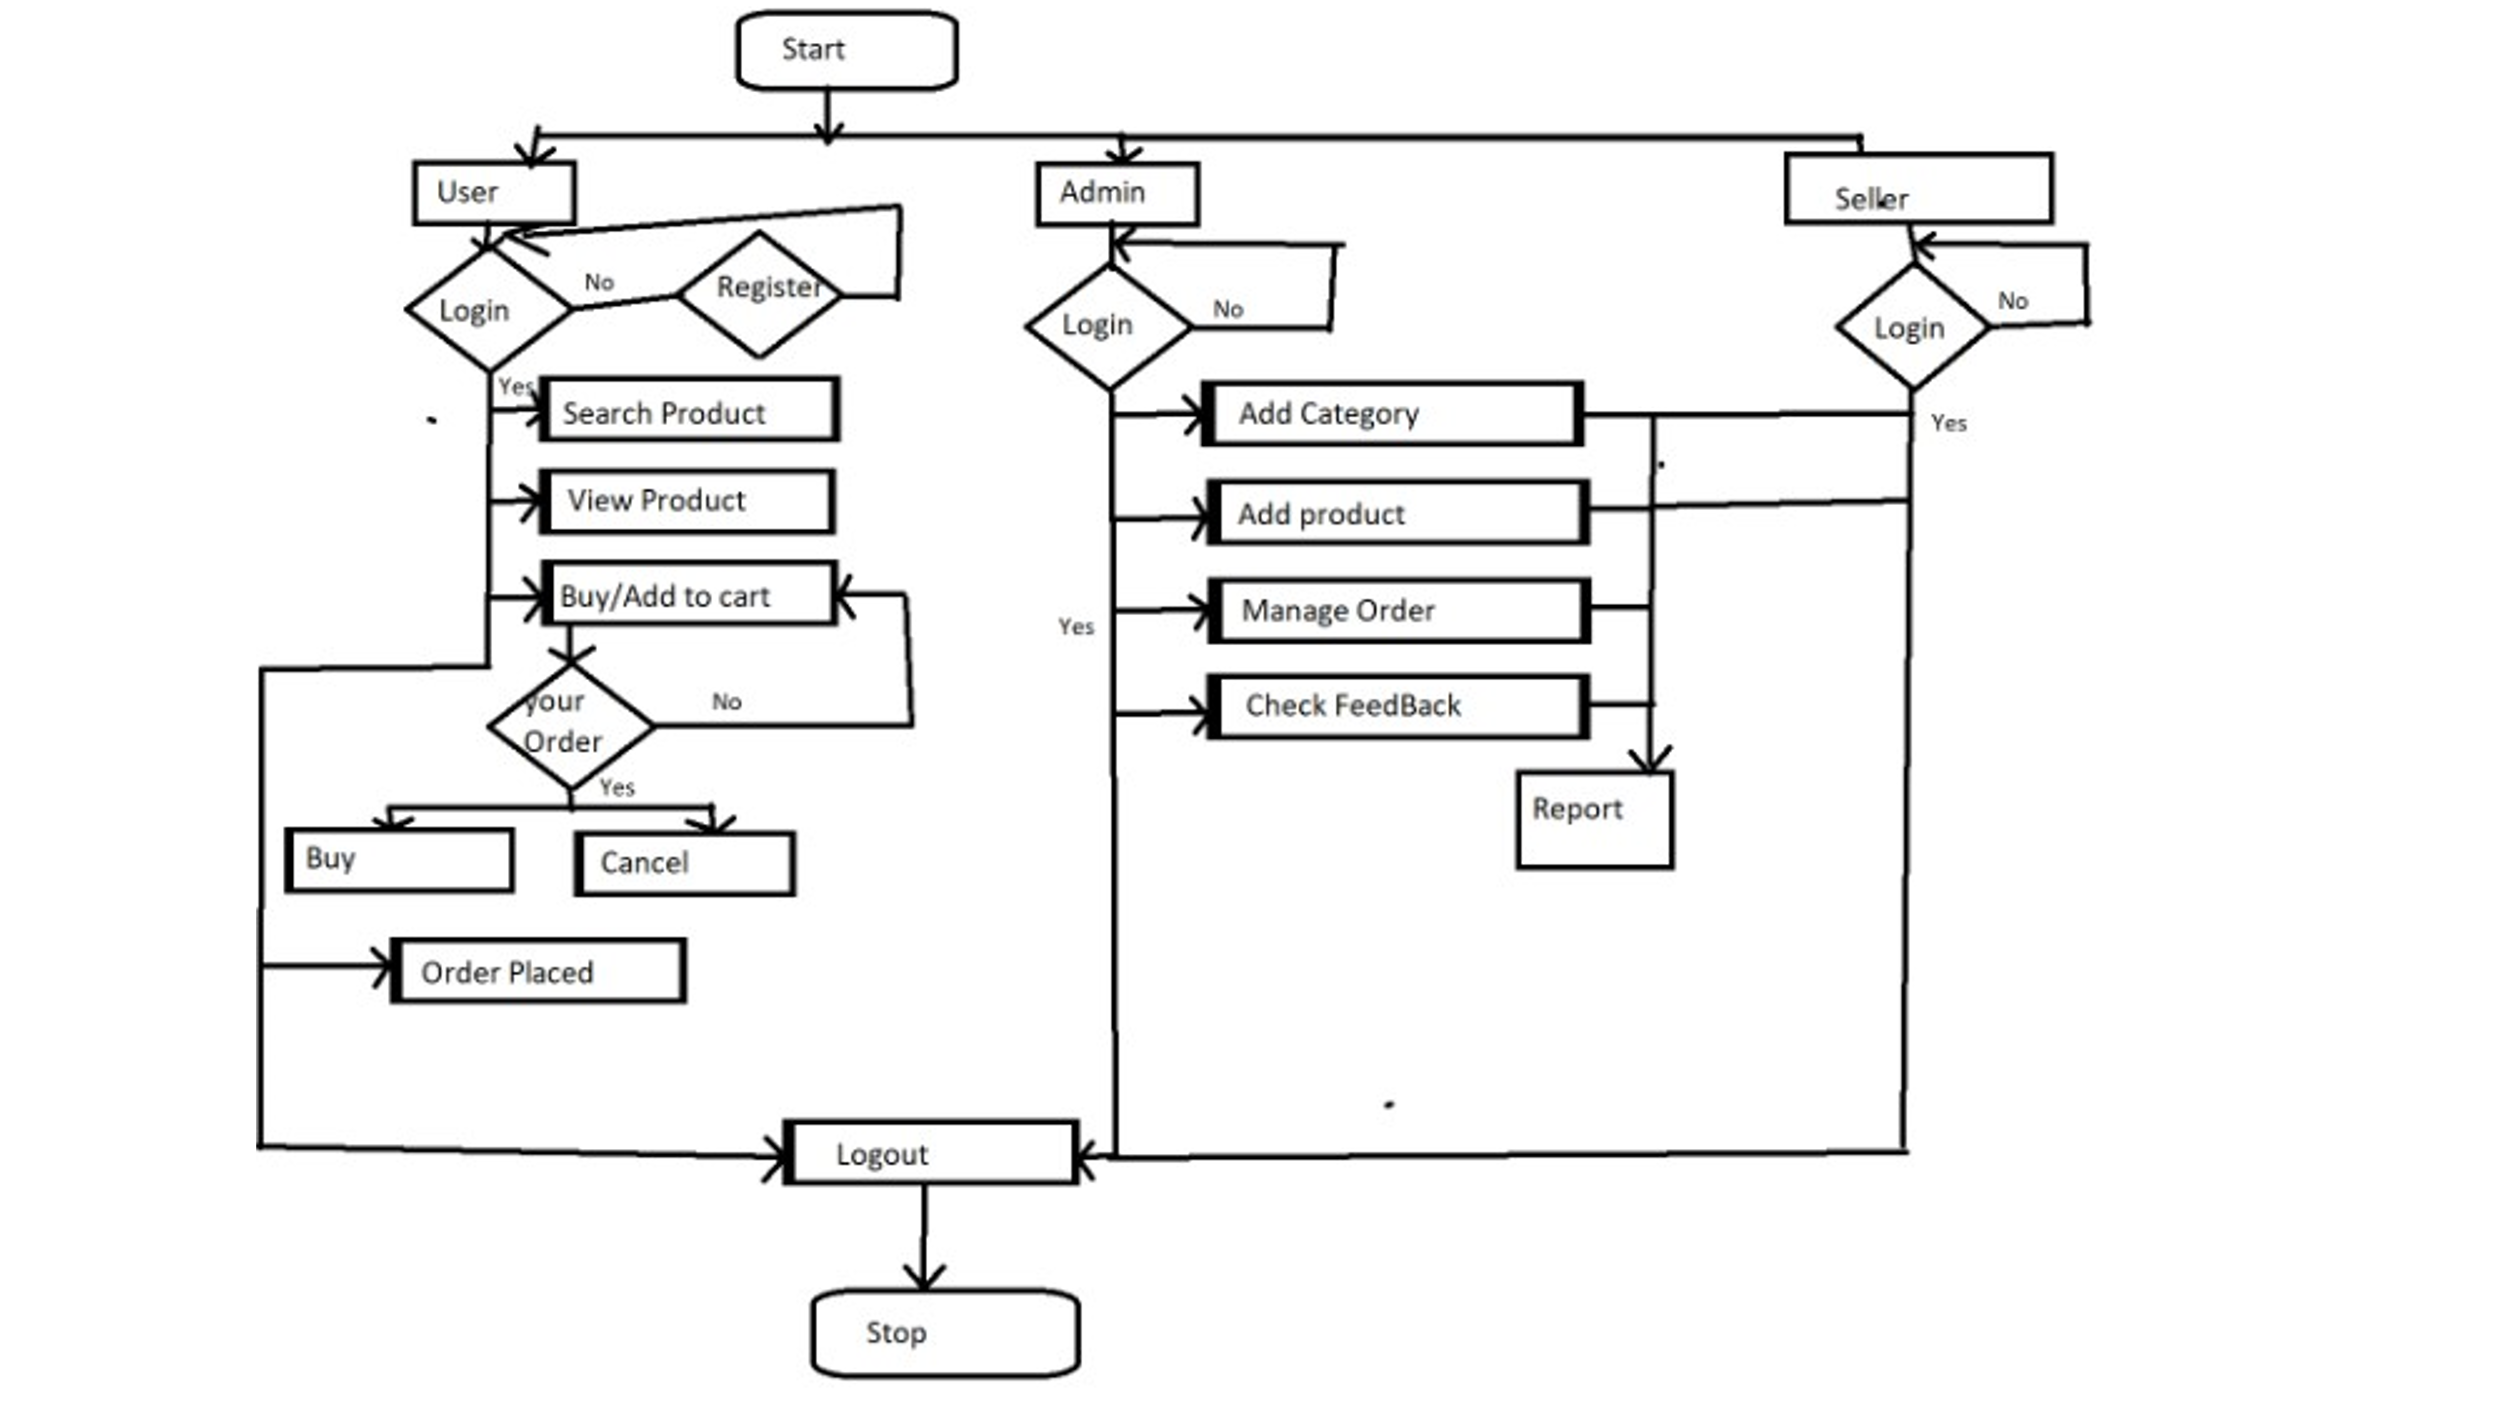 Start
User
Admin
Seller
No
Register
Login
No
Login
No
Login
Yes
Search Product
Add Category
Yes
View Product
Add product
Buy/Add to cart
Manage Order
Yes
your
Order
No
Check FeedBack
Yes
Report
Buy
Cancel
Order Placed
Logout
Stop